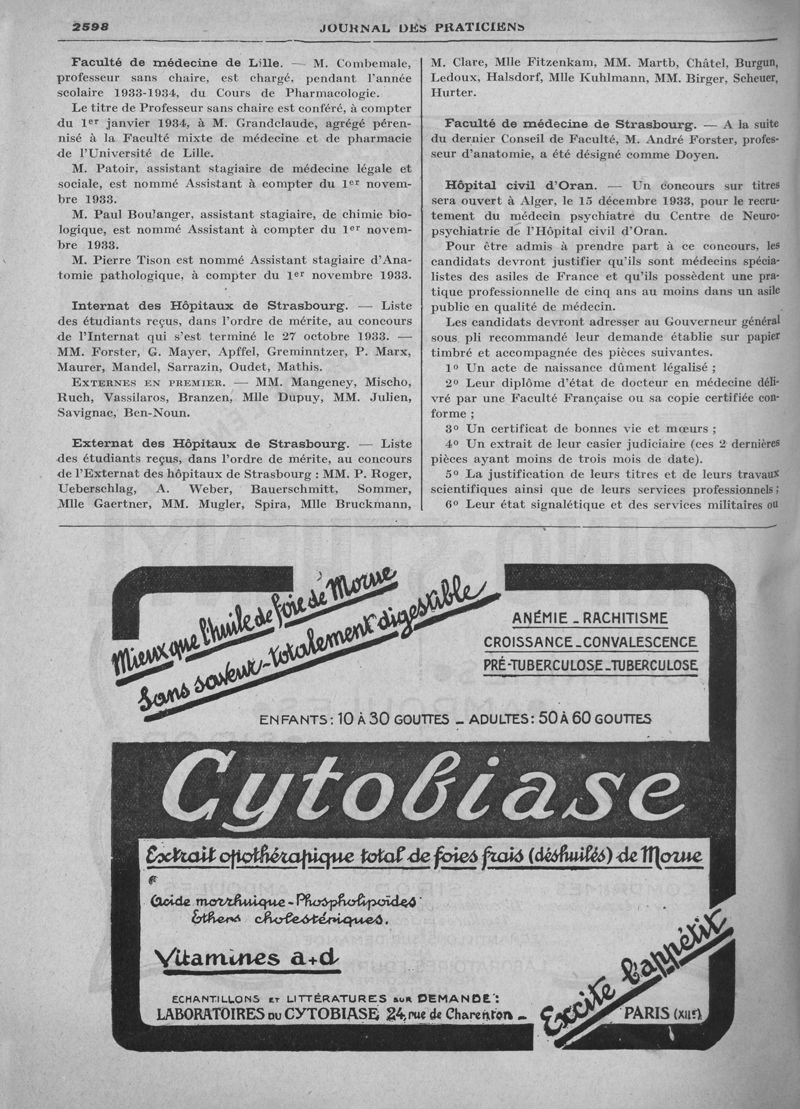 2598
JOURNAL DES PRATICIENS
Faculté de médecine de Lille. — M. Combemale,
professeur sans chaire, est chargé, pendant l'année
scolaire 1933-1934, du Cours de Pharmacologie.
Le titre de Professeur sans chaire est conféré, à compter
du 1er janvier 1934, à M. Grandclaude, agrégé péren-
nisé à la Faculté mixte de médecine et de pharmacie
de l'Université de Lille.
M. Patoir, assistant stagiaire de médecine légale et
sociale, est nommé Assistant à compter du 1er novem-
bre 1933.
M. Paul Boulanger, assistant stagiaire, de chimie bio-
logique, est nommé Assistant à compter du 1er novem-
bre 1933.
M. Pierre Tison est nommé Assistant stagiaire d'Ana-
tomie pathologique, à compter du 1er novembre 1933.
Internat des Hôpitaux de Strasbourg. — Liste
des étudiants reçus, dans l'ordre de mérite, au concours
de l'Internat qui s'est terminé le 27 octobre 1933. —
MM. Forster, G. Mayer, Apffel, Greminntzer, P. Marx,
Maurer, Mandel, Sarrazin, Oudet, Mathis.
EXTERNES EN PREMIER. — MM. Mangeney, Mischo,
Ruch, Vassilaros, Branzen, Mlle Dupuy, MM. Julien,
Savignac, Ben-Noun.
Externat des Hôpitaux de Strasbourg. — Liste
des étudiants reçus, dans l'ordre de mérite, au concours
de l'Externat des hôpitaux de Strasbourg : MM. P. Roger,
Ueberschlag, A. Weber, Bauerschmitt, Sommer,
Mlle Gaertner, MM. Mugler, Spira, Mlle Bruckmann,
M. Clare, Mlle Fitzenkam, MM. Martb, Châtel, Burgun,
Ledoux, Halsdorf, Mlle Kuhlmann, MM. Birger, Scheuer,
Hurter.
Faculté de médecine de Strasbourg. — A la suite
du dernier Conseil de Faculté, M. André Forster, profes-
seur d'anatomie, a été désigné comme Doyen.
Hôpital civil d'Oran. — Un concours sur titres
sera ouvert à Alger, le 15 décembre 1933, pour le recru-
tement du médecin psychiatre du Centre de Neuro-
psychiatrie de l'Hôpital civil d'Oran.
Pour être admis à prendre part à ce concours, les
candidats devront justifier qu'ils sont médecins spécia-
listes des asiles de France et qu'ils possèdent une pra-
tique professionnelle de cinq ans au moins dans un asile
public en qualité de médecin.
Les candidats devront adresser au Gouverneur général
sous pli recommandé leur demande établie sur papier
timbré et accompagnée des pièces suivantes.
1° Un acte de naissance dûment légalisé ;
2° Leur diplôme d'état de docteur en médecine déli-
vré par une Faculté Française ou sa copie certifiée con-
forme ;
3° Un certificat de bonnes vie et mœurs ;
4° Un extrait de leur casier judiciaire (ces 2 dernières
pièces ayant moins de trois mois de date).
5° La justification de leurs titres et de leurs travaux
scientifiques ainsi que de leurs services professionnels ;
6° Leur état signalétique et des services militaires ou
Mieux que l'huile de foie de Morue
Sans saveur - totalement digestible
ANÉMIE - RACHITISME
CROISSANCE - CONVALESCENCE
PRÉ-TUBERCULOSE - TUBERCULOSE
ENFANTS : 10 À 30 GOUTTES - ADULTES : 50 À 60 GOUTTES
Cytobiase
Extrait opothérapique total de foies frais (déshuilés) de Morue
Acide morrhuique - Phospholipoïdes
Ethers cholestériques.
Vitamines a+d
Excite l'appétit
ECHANTILLONS ET LITTÉRATURES SUR DEMANDE :
LABORATOIRES DU CYTOBIASE, 24, rue de Charenton - PARIS (XIIe)